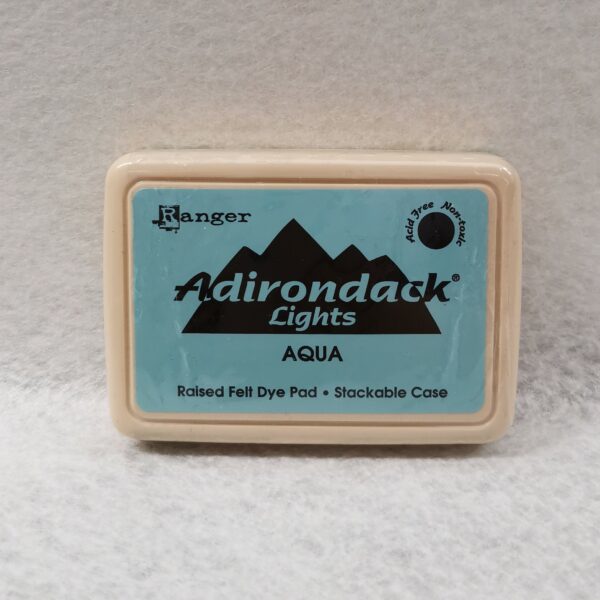 Ranger
Acid Free Non-toxic
Adirondack®
Lights
AQUA
Raised Felt Dye Pad • Stackable Case